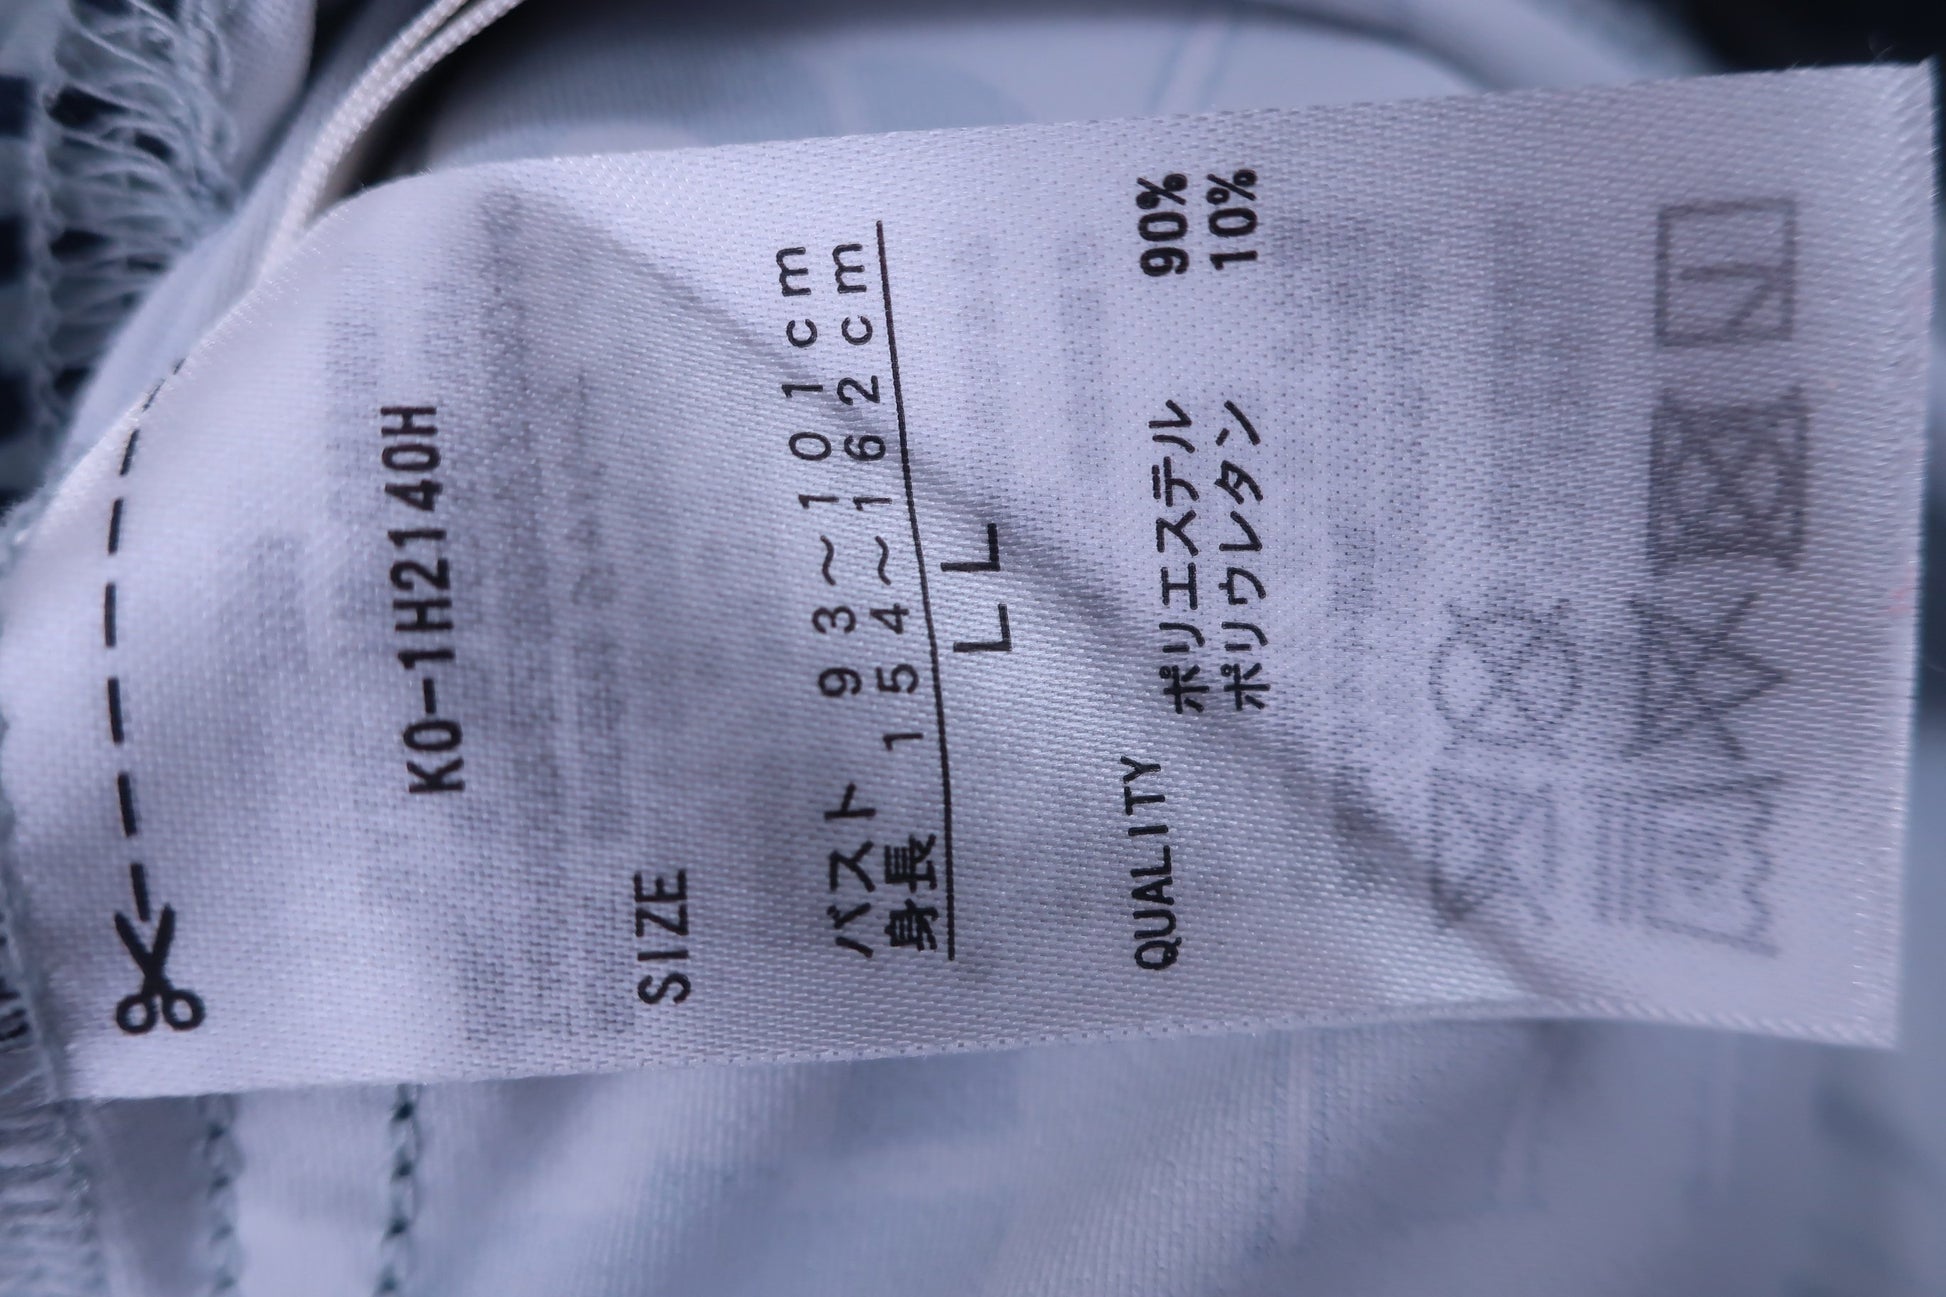 KO-1H2140H
SIZE
バスト 93～101cm
身長 154～162cm
LL
QUALITY
ポリエステル 90%
ポリウレタン 10%